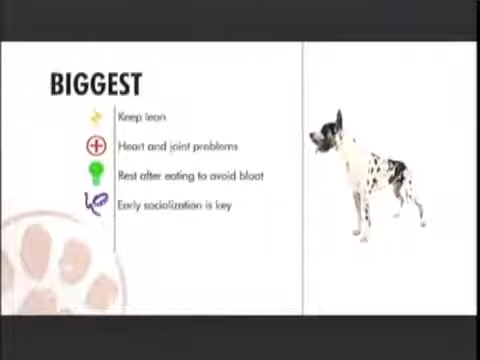 BIGGEST
Keep lean
Heart and joint problems
Rest after eating to avoid bloat
Early socialization is key